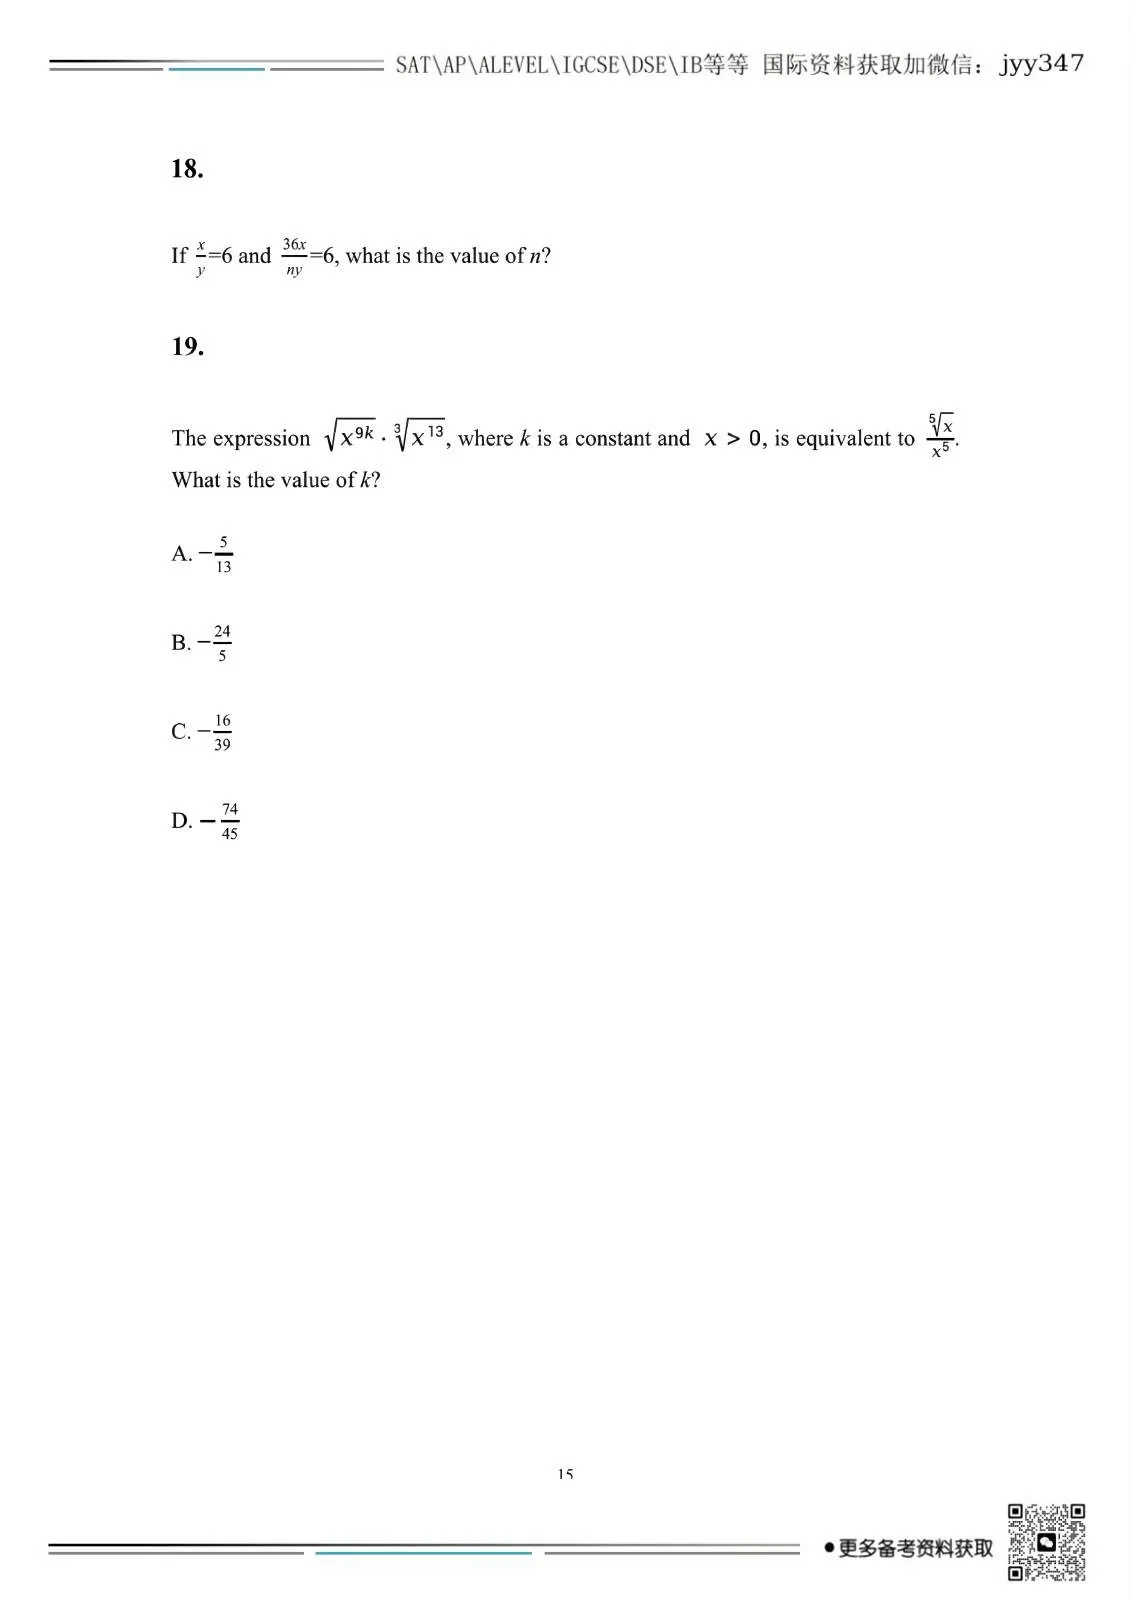 SAT\AP\ALEVEL\IGCSE\DSE\IB等等 国际资料获取加微信: jyy347
18.
If x/y=6 and 36x/ny=6, what is the value of n?
19.
The expression √(x^9k) · ∛(x^13), where k is a constant and x > 0, is equivalent to ⁵√x/x^5.
What is the value of k?
A. −5/13
B. −24/5
C. −16/39
D. −74/45
15
●更多备考资料获取